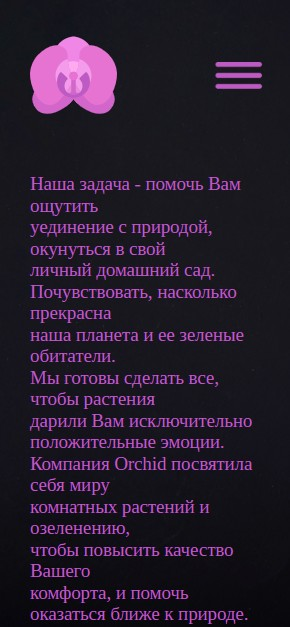 Наша задача - помочь Вам
ощутить
уединение с природой,
окунуться в свой
личный домашний сад.
Почувствовать, насколько
прекрасна
наша планета и ее зеленые
обитатели.
Мы готовы сделать все,
чтобы растения
дарили Вам исключительно
положительные эмоции.
Компания Orchid посвятила
себя миру
комнатных растений и
озеленению,
чтобы повысить качество
Вашего
комфорта, и помочь
оказаться ближе к природе.